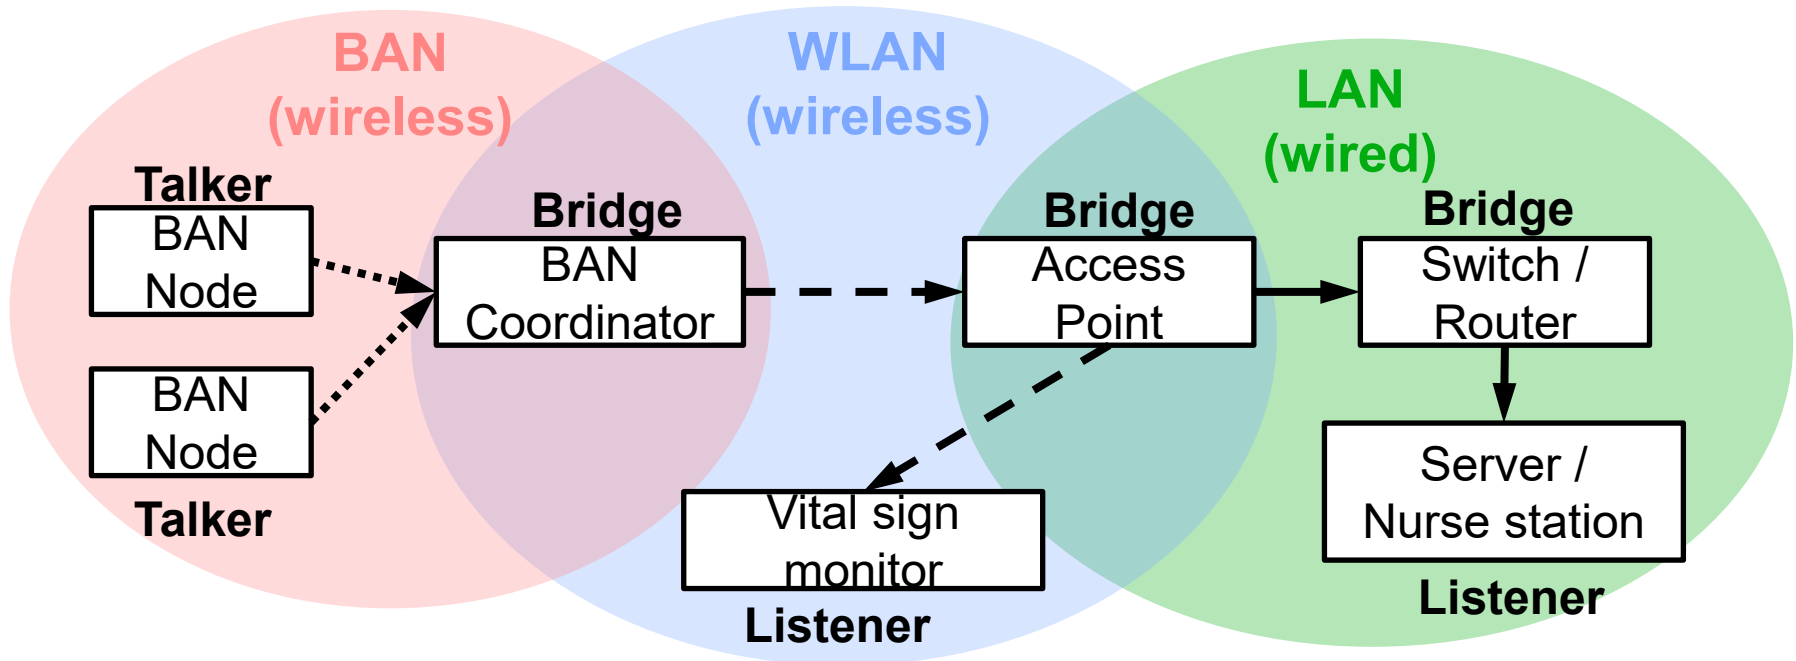 BAN
(wireless)
WLAN
(wireless)
LAN
(wired)
Talker
BAN
Node
BAN
Node
Talker
Bridge
BAN
Coordinator
Bridge
Access
Point
Bridge
Switch /
Router
Vital sign
monitor
Listener
Server /
Nurse station
Listener